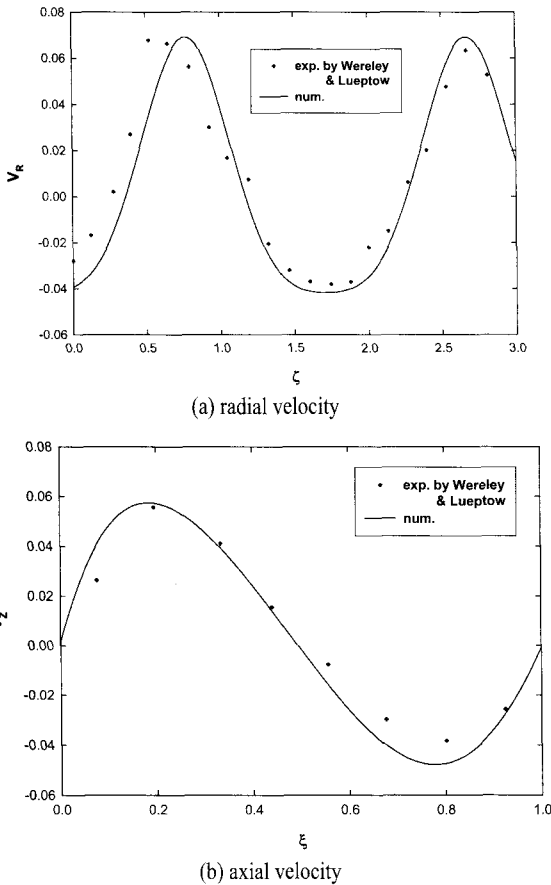 0.08
0.06
0.04
0.02
0.00
-0.02
-0.04
-0.06
V_R
exp. by Wereley
& Lueptow
num.
0.0 0.5 1.0 1.5 2.0 2.5 3.0
ζ
(a) radial velocity
0.08
0.06
0.04
0.02
0.00
-0.02
-0.04
-0.06
exp. by Wereley
& Lueptow
num.
0.0 0.2 0.4 0.6 0.8 1.0
ξ
(b) axial velocity